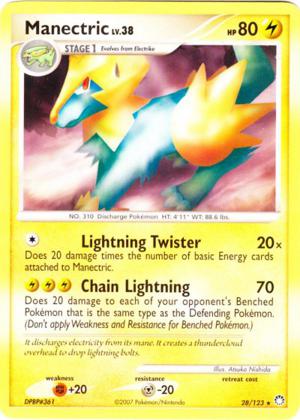 Manectric LV.38
HP 80
STAGE 1 Evolves from Electrike
NO. 310 Discharge Pokémon HT: 4'11" WT: 88.6 lbs.
Lightning Twister 20x
Does 20 damage times the number of basic Energy cards
attached to Manectric.
Chain Lightning 70
Does 20 damage to each of your opponent's Benched
Pokémon that is the same type as the Defending Pokémon.
(Don't apply Weakness and Resistance for Benched Pokémon.)
It discharges electricity from its mane. It creates a thundercloud
overhead to drop lightning bolts.
Illus. Atsuko Nishida
weakness resistance retreat cost
+20 -20
DPBP#361 ©2007 Pokémon/Nintendo 28/123